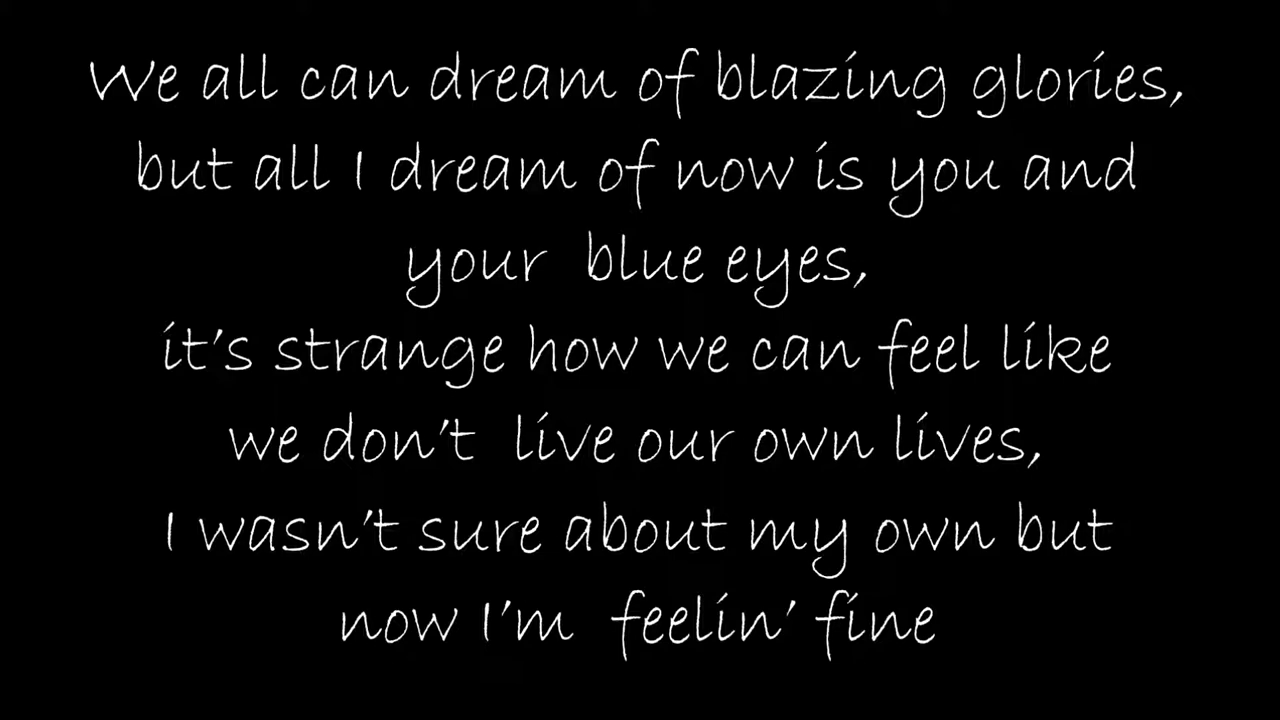 We all can dream of blazing glories,
but all I dream of now is you and
your blue eyes,
it's strange how we can feel like
we don't live our own lives,
I wasn't sure about my own but
now I'm feelin' fine